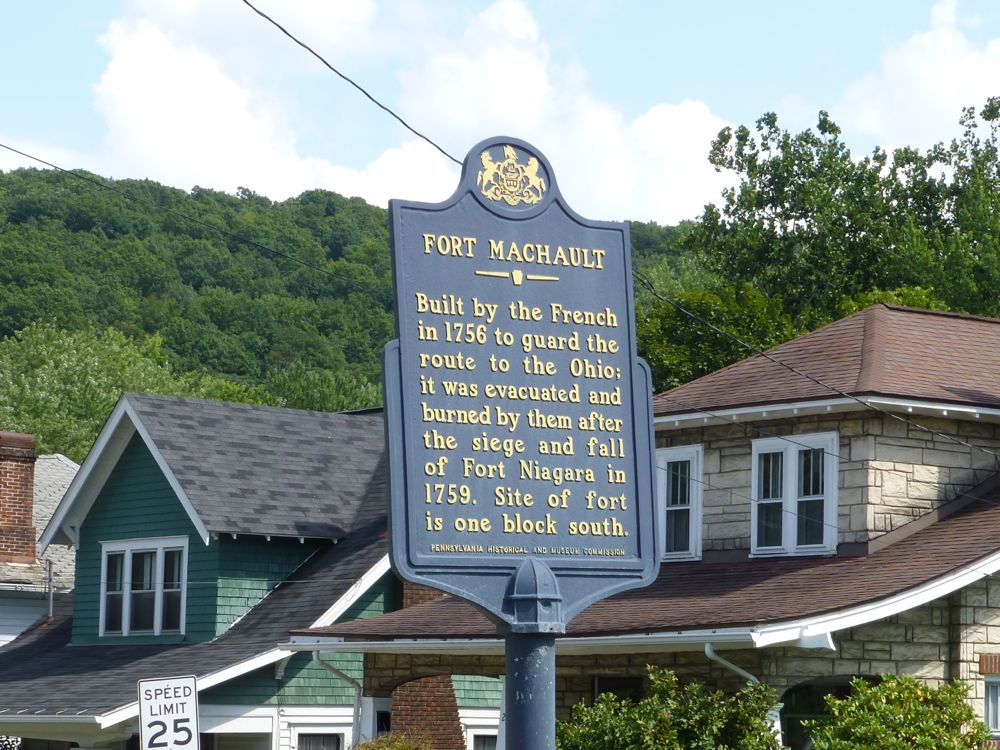 FORT MACHAULT
Built by the French
in 1756 to guard the
route to the Ohio;
it was evacuated and
burned by them after
the siege and fall
of Fort Niagara in
1759. Site of fort
is one block south.
PENNSYLVANIA HISTORICAL AND MUSEUM COMMISSION
SPEED
LIMIT
25